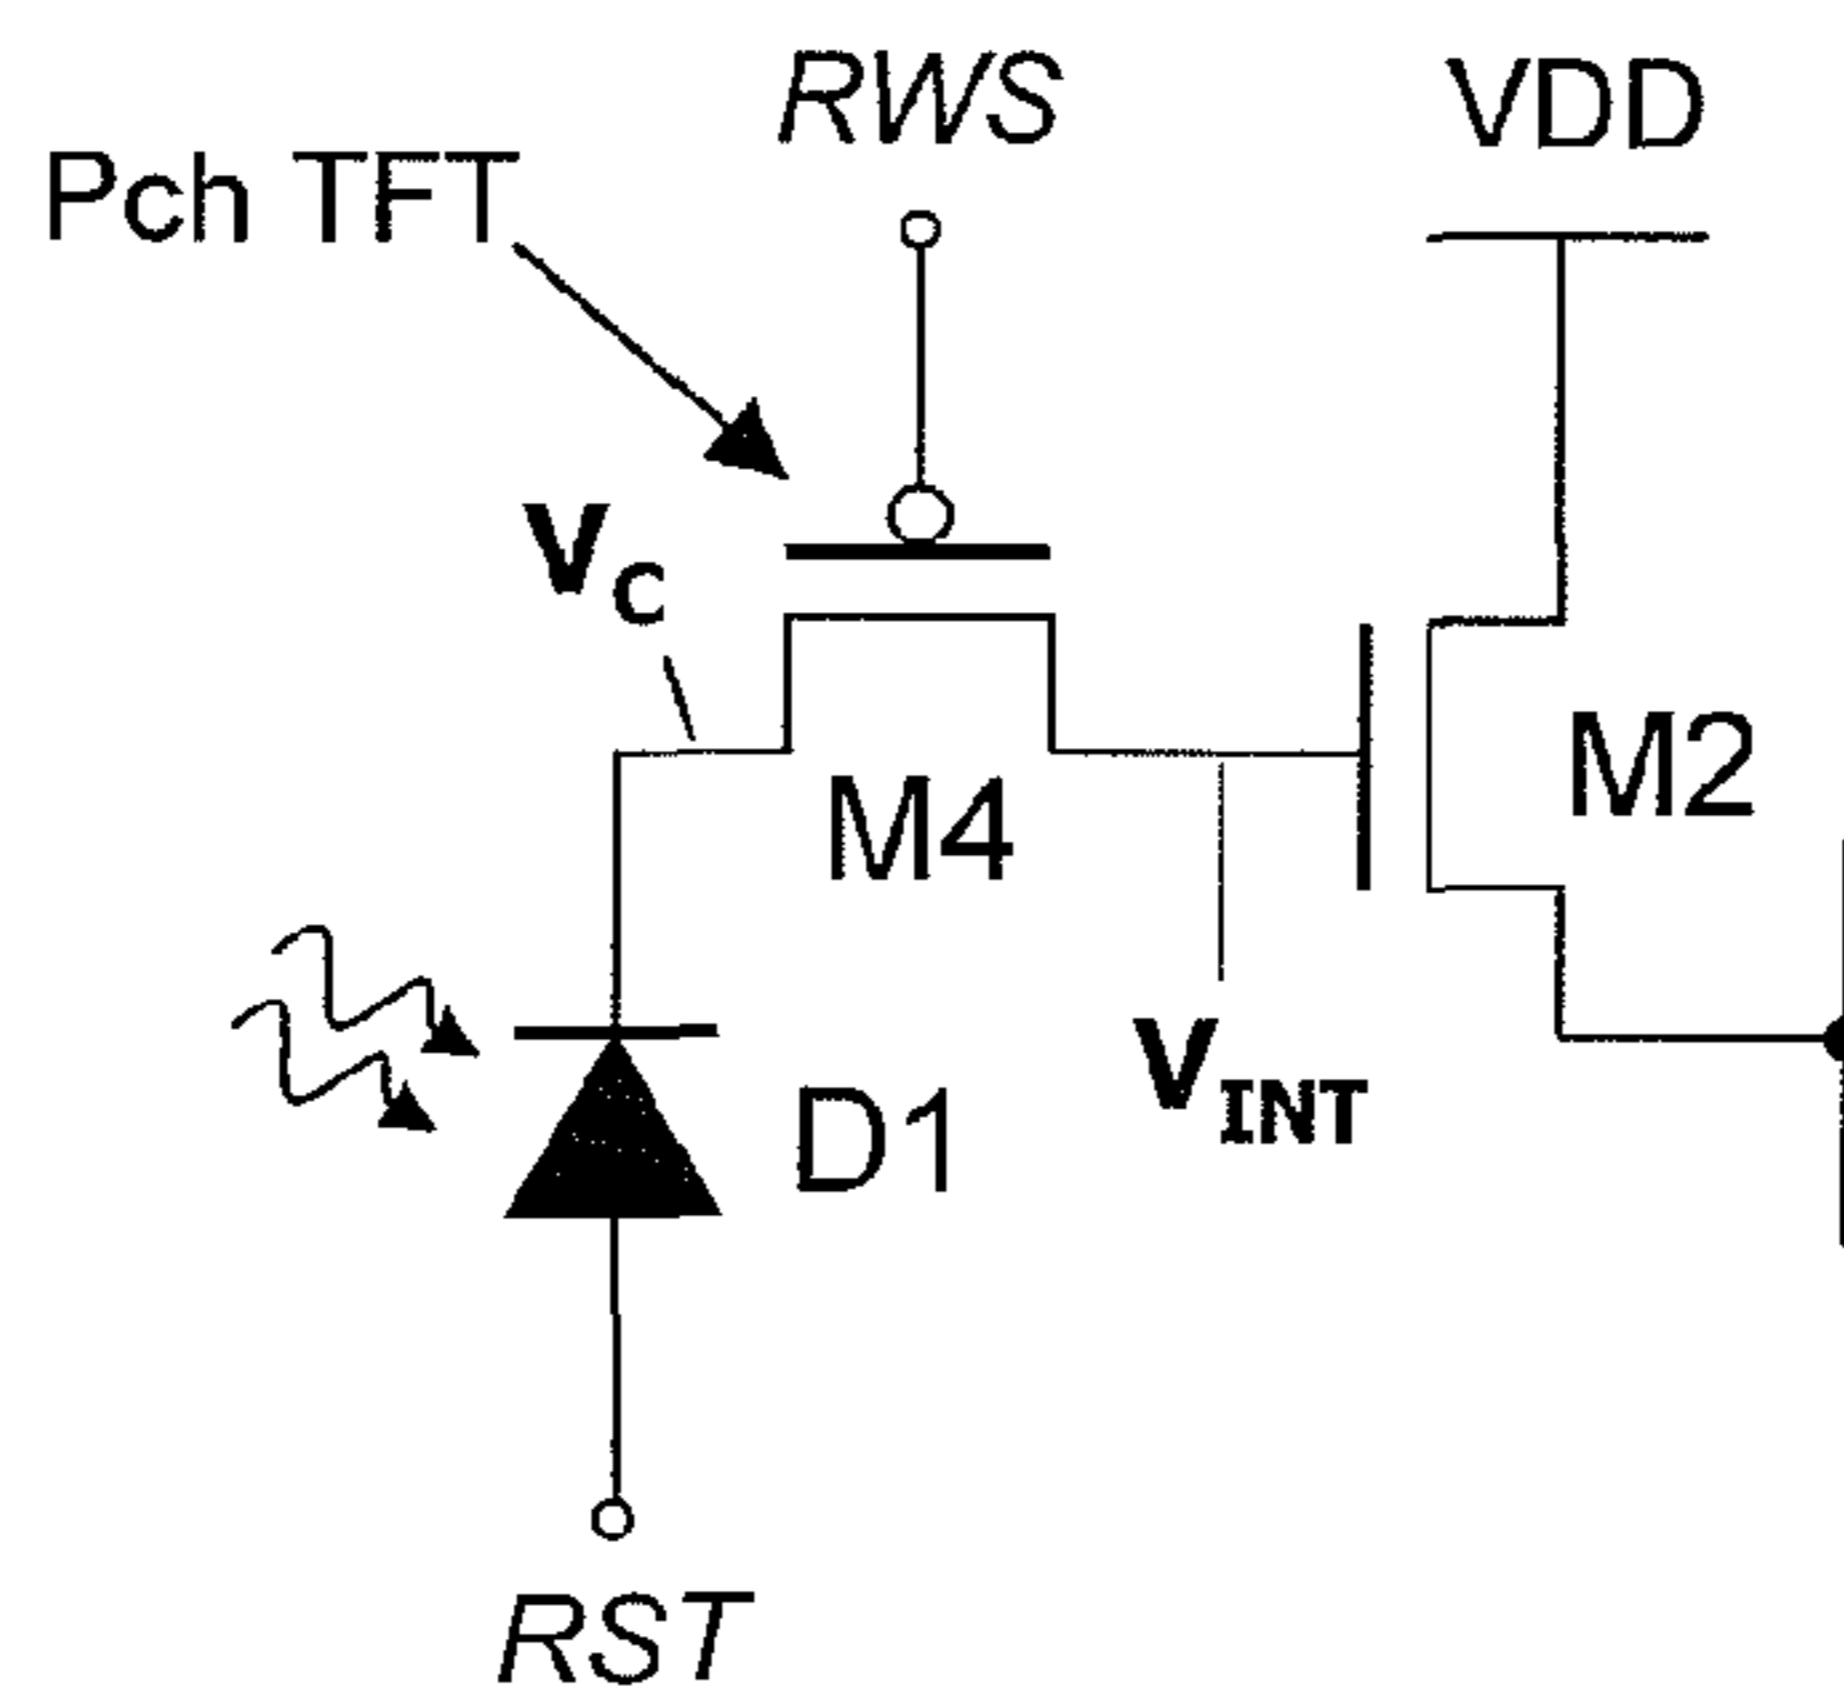 RWS
VDD
Pch TFT
VC
M2
M4
VINT
D1
RST